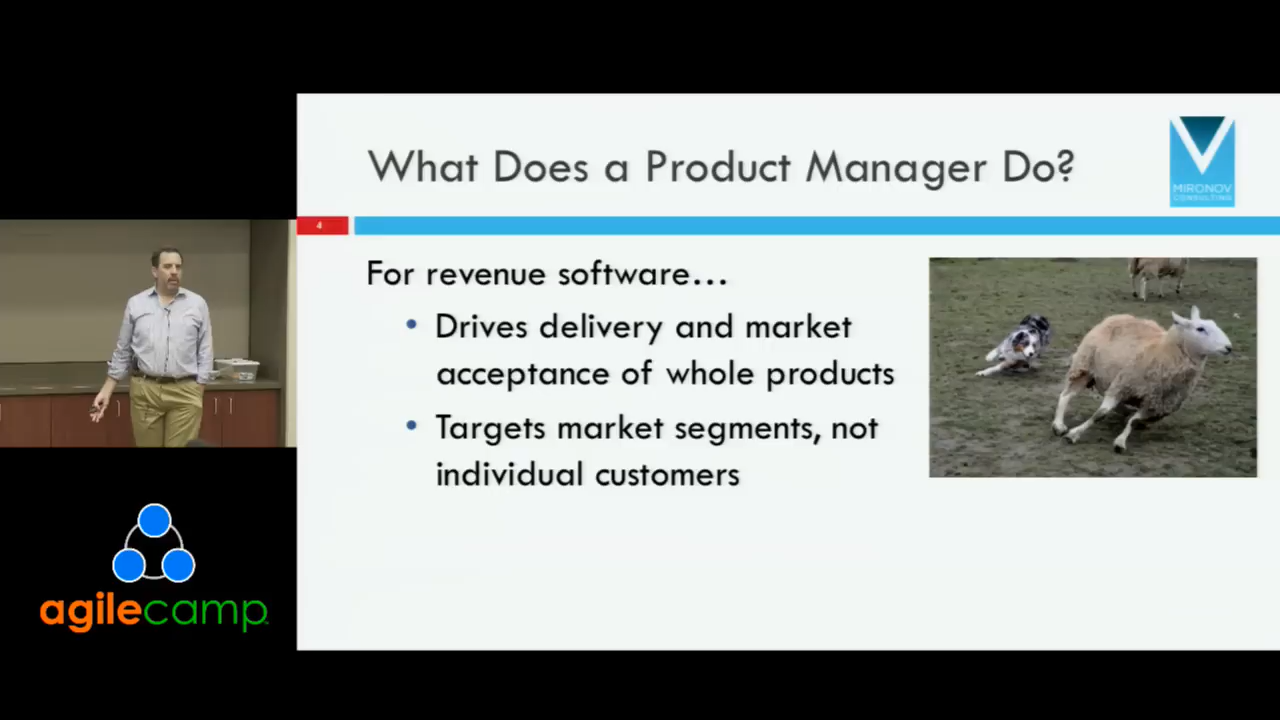 What Does a Product Manager Do?
MIRONOV
CONSULTING
4
For revenue software...
• Drives delivery and market
acceptance of whole products
• Targets market segments, not
individual customers
agilecamp